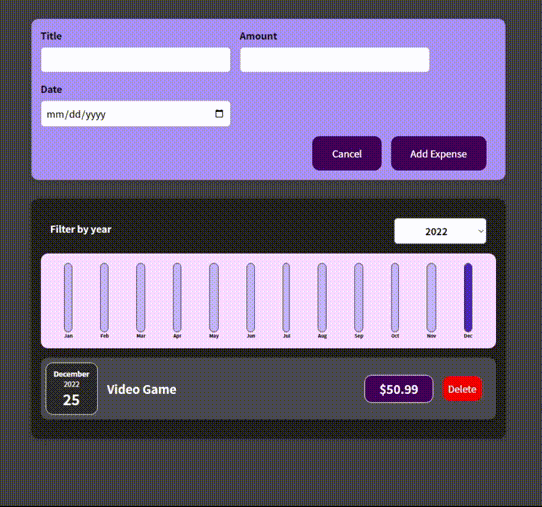 Title Amount
Date
mm/dd/yyyy
Cancel Add Expense
Filter by year 2022
Jan Feb Mar Apr May Jun Jul Aug Sep Oct Nov Dec
December
2022
25
Video Game $50.99 Delete